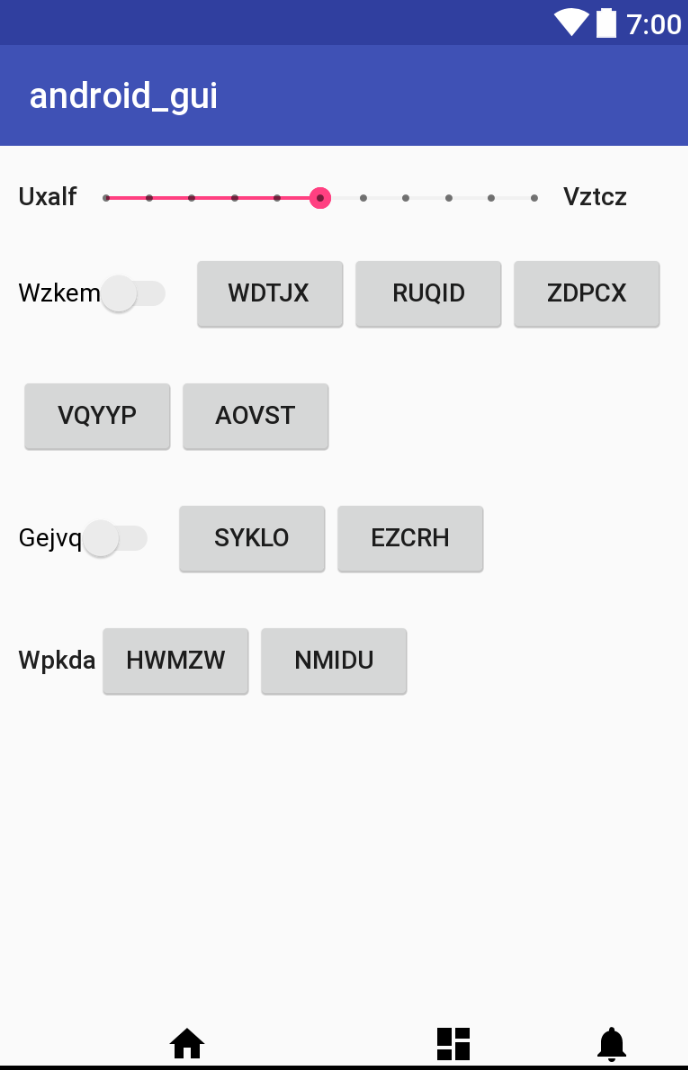 7:00
android_gui
Uxalf Vztcz
Wzkem WDTJX RUQID ZDPCX
VQYYP AOVST
Gejvq SYKLO EZCRH
Wpkda HWMZW NMIDU